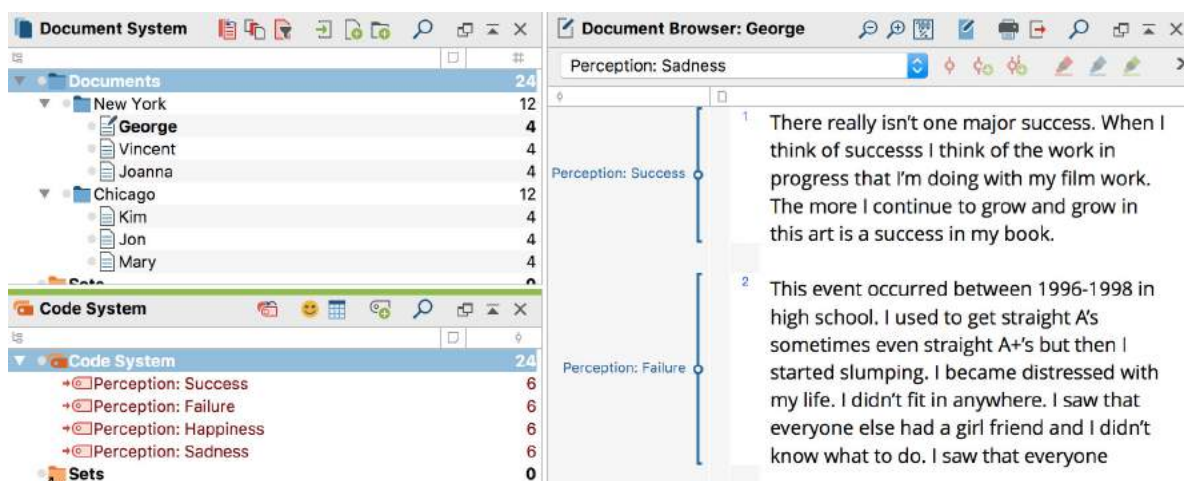 Document System
Documents 24
New York 12
George 4
Vincent 4
Joanna 4
Chicago 12
Kim 4
Jon 4
Mary 4
Sets 0
Code System
Code System 24
Perception: Success 6
Perception: Failure 6
Perception: Happiness 6
Perception: Sadness 6
Sets 0
Document Browser: George
Perception: Sadness
Perception: Success
1
There really isn't one major success. When I
think of successs I think of the work in
progress that I'm doing with my film work.
The more I continue to grow and grow in
this art is a success in my book.
Perception: Failure
2
This event occurred between 1996-1998 in
high school. I used to get straight A's
sometimes even straight A+'s but then I
started slumping. I became distressed with
my life. I didn't fit in anywhere. I saw that
everyone else had a girl friend and I didn't
know what to do. I saw that everyone